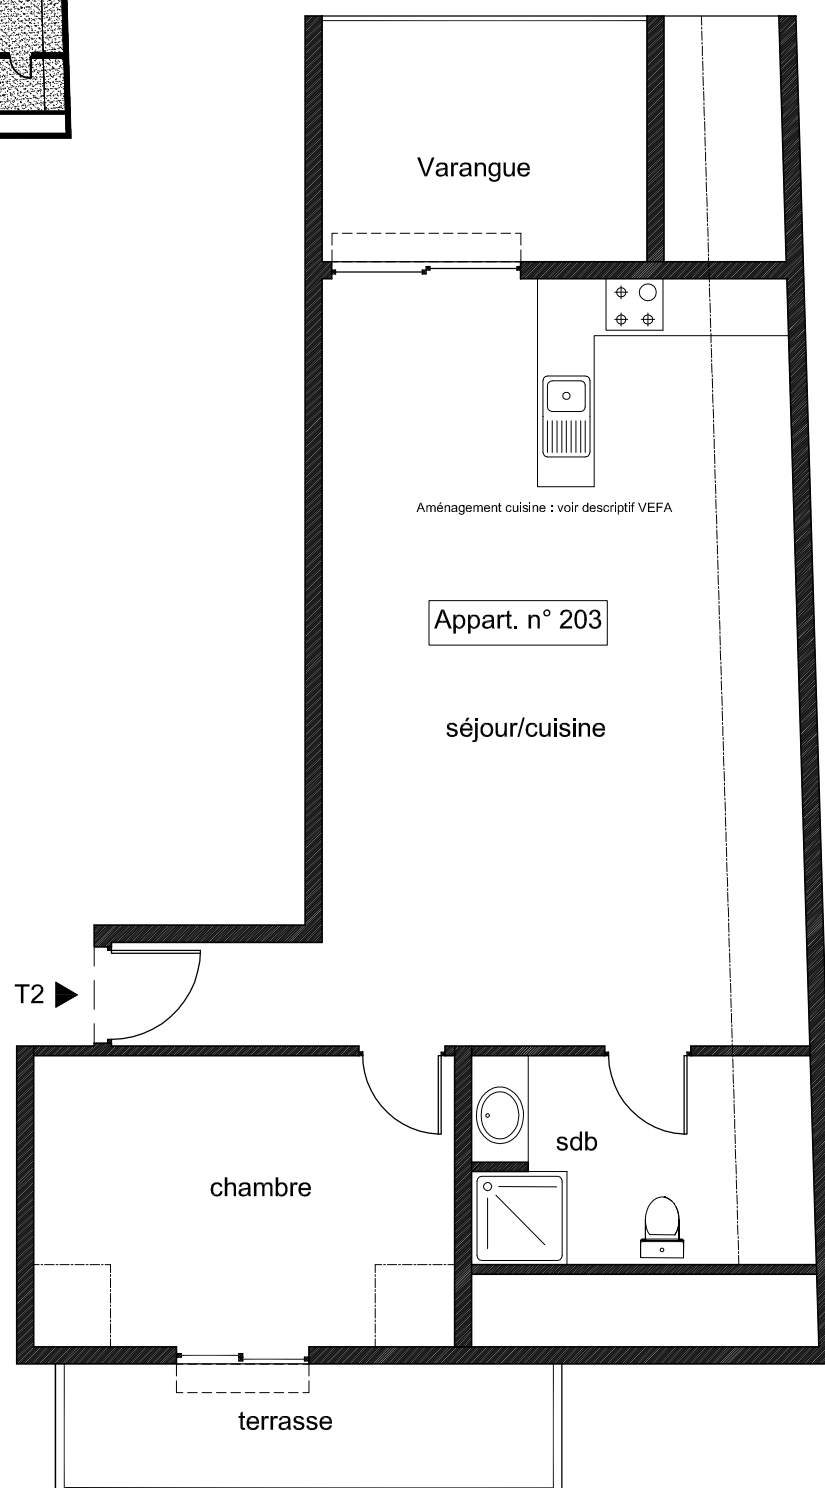 Varangue
Aménagement cuisine : voir descriptif VEFA
Appart. n° 203
séjour/cuisine
T2
sdb
chambre
terrasse